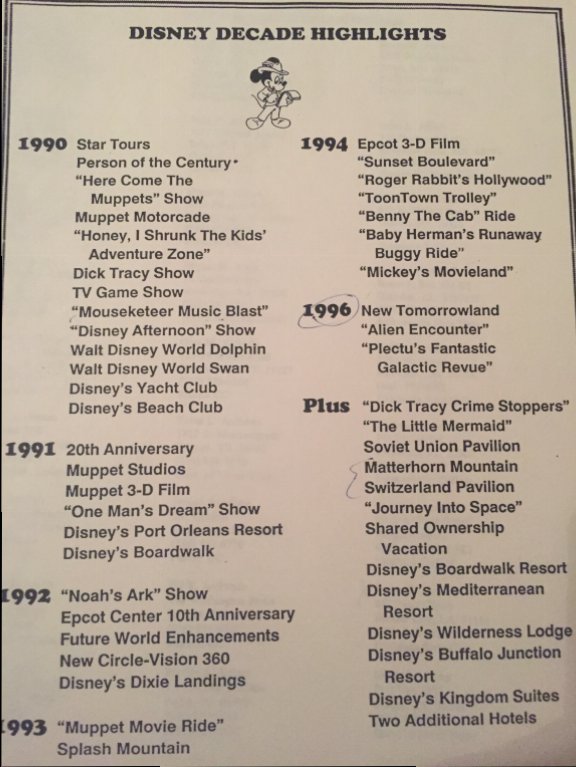 DISNEY DECADE HIGHLIGHTS
1990 Star Tours
Person of the Century•
“Here Come The
Muppets” Show
Muppet Motorcade
“Honey, I Shrunk The Kids’
Adventure Zone”
Dick Tracy Show
TV Game Show
“Mouseketeer Music Blast”
“Disney Afternoon” Show
Walt Disney World Dolphin
Walt Disney World Swan
Disney’s Yacht Club
Disney’s Beach Club
1991 20th Anniversary
Muppet Studios
Muppet 3-D Film
“One Man’s Dream” Show
Disney’s Port Orleans Resort
Disney’s Boardwalk
1992 “Noah’s Ark” Show
Epcot Center 10th Anniversary
Future World Enhancements
New Circle-Vision 360
Disney’s Dixie Landings
1993 “Muppet Movie Ride”
Splash Mountain
1994 Epcot 3-D Film
“Sunset Boulevard”
“Roger Rabbit’s Hollywood”
“ToonTown Trolley”
“Benny The Cab” Ride
“Baby Herman’s Runaway
Buggy Ride”
“Mickey’s Movieland”
1996 New Tomorrowland
“Alien Encounter”
“Plectu’s Fantastic
Galactic Revue”
Plus “Dick Tracy Crime Stoppers”
“The Little Mermaid”
Soviet Union Pavilion
Matterhorn Mountain
Switzerland Pavilion
“Journey Into Space”
Shared Ownership
Vacation
Disney’s Boardwalk Resort
Disney’s Mediterranean
Resort
Disney’s Wilderness Lodge
Disney’s Buffalo Junction
Resort
Disney’s Kingdom Suites
Two Additional Hotels